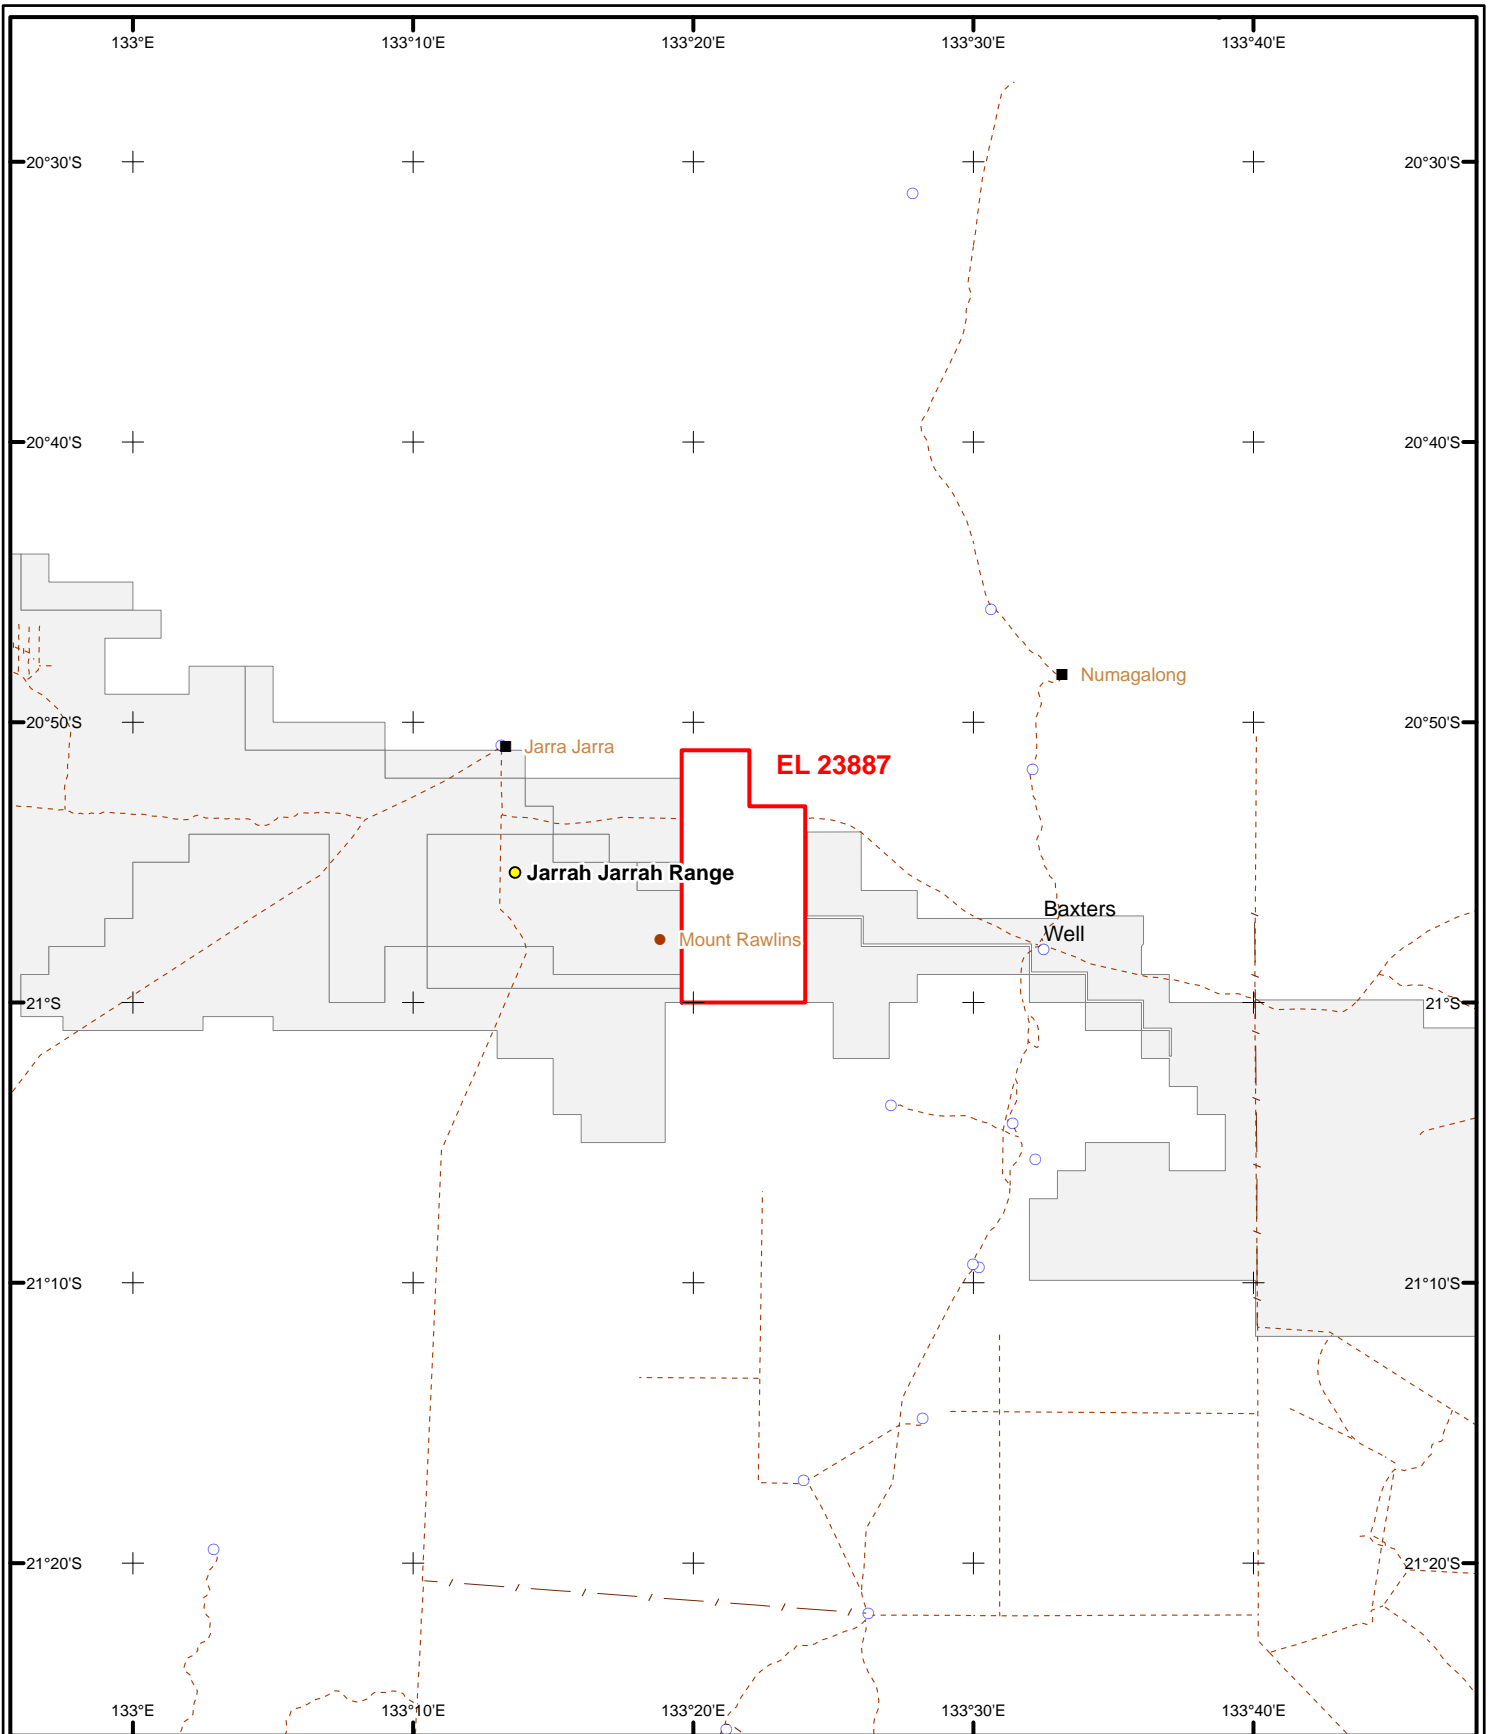 133°E 133°10'E 133°20'E 133°30'E 133°40'E
20°30'S 20°30'S
20°40'S 20°40'S
Numagalong
20°50'S 20°50'S
Jarra Jarra
EL 23887
Jarrah Jarrah Range
Baxters
Well
Mount Rawlins
21°S 21°S
21°10'S 21°10'S
21°20'S 21°20'S
133°E 133°10'E 133°20'E 133°30'E 133°40'E